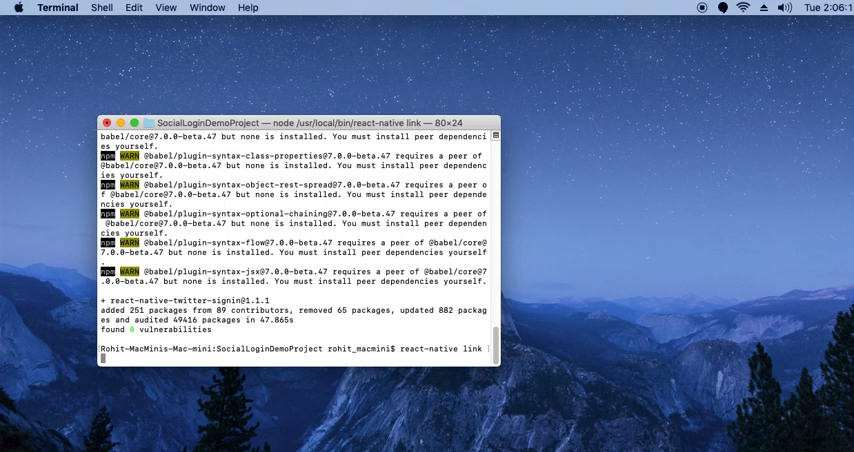 Terminal Shell Edit View Window Help Tue 2:06:1
SocialLoginDemoProject — node /usr/local/bin/react-native link — 80×24
babel/core@7.0.0-beta.47 but none is installed. You must install peer dependenci
es yourself.
npm WARN @babel/plugin-syntax-class-properties@7.0.0-beta.47 requires a peer of
@babel/core@7.0.0-beta.47 but none is installed. You must install peer dependenc
ies yourself.
npm WARN @babel/plugin-syntax-object-rest-spread@7.0.0-beta.47 requires a peer o
f @babel/core@7.0.0-beta.47 but none is installed. You must install peer depende
ncies yourself.
npm WARN @babel/plugin-syntax-optional-chaining@7.0.0-beta.47 requires a peer of
@babel/core@7.0.0-beta.47 but none is installed. You must install peer dependen
cies yourself.
npm WARN @babel/plugin-syntax-flow@7.0.0-beta.47 requires a peer of @babel/core@
7.0.0-beta.47 but none is installed. You must install peer dependencies yourself
.
npm WARN @babel/plugin-syntax-jsx@7.0.0-beta.47 requires a peer of @babel/core@7
.0.0-beta.47 but none is installed. You must install peer dependencies yourself.
+ react-native-twitter-signin@1.1.1
added 251 packages from 89 contributors, removed 65 packages, updated 882 packag
es and audited 49416 packages in 47.865s
found 0 vulnerabilities
Rohit-MacMinis-Mac-mini:SocialLoginDemoProject rohit_macmini$ react-native link